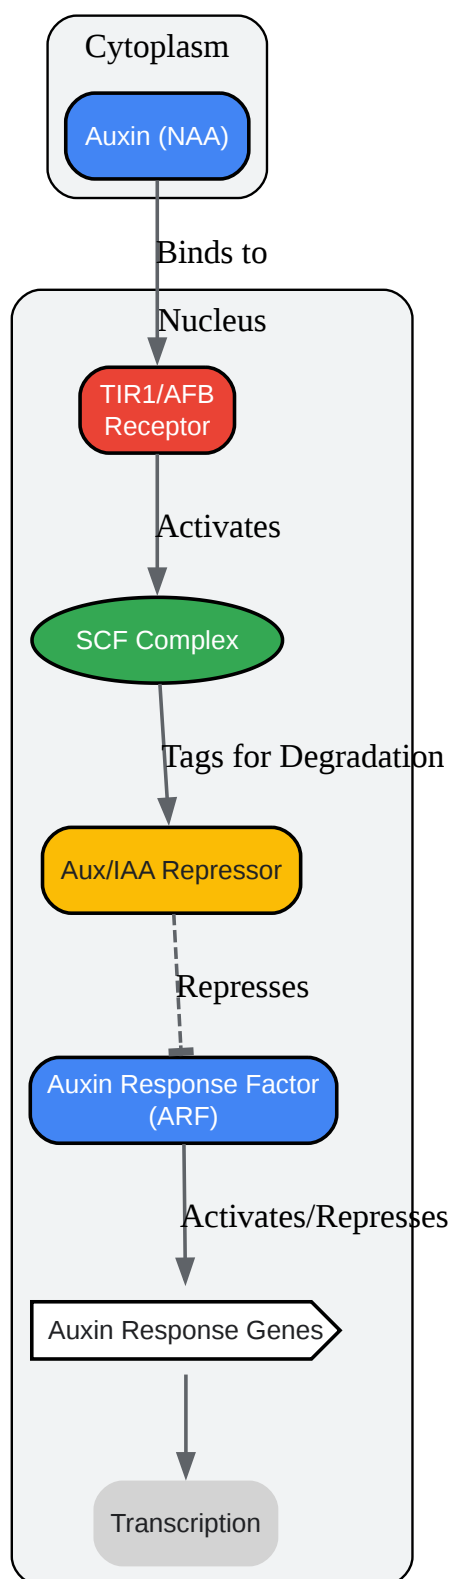 Cytoplasm
Auxin (NAA)
Binds to
Nucleus
TIR1/AFB
Receptor
Activates
SCF Complex
Tags for Degradation
Aux/IAA Repressor
Represses
Auxin Response Factor
(ARF)
Activates/Represses
Auxin Response Genes
Transcription